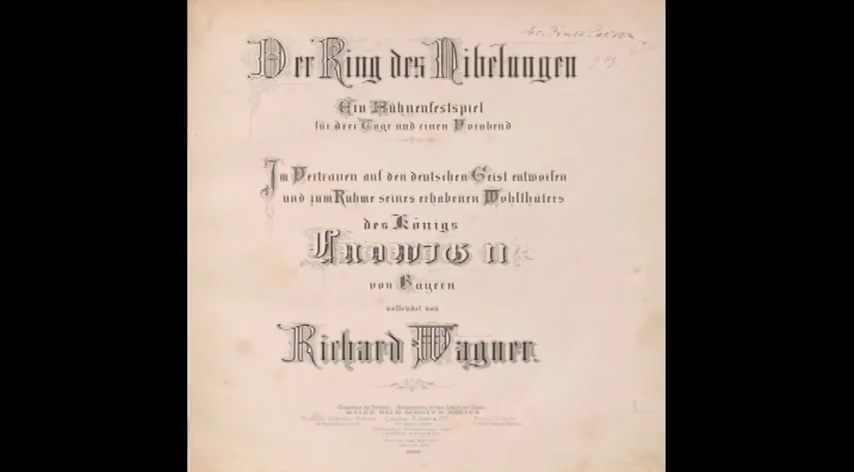 Der Ring des Nibelungen
Ein Bühnenfestspiel
für drei Tage und einen Vorabend
Im Vertrauen auf den deutschen Geist entworfen
und zum Ruhme seines erhabenen Wohlthäters
des Königs
LUDWIG II
von Bayern
vollendet von
Richard Wagner.